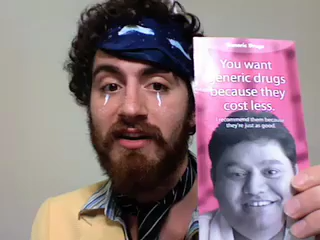 Generic Drugs
You want
generic drugs
because they
cost less.
I recommend them because
they're just as good.